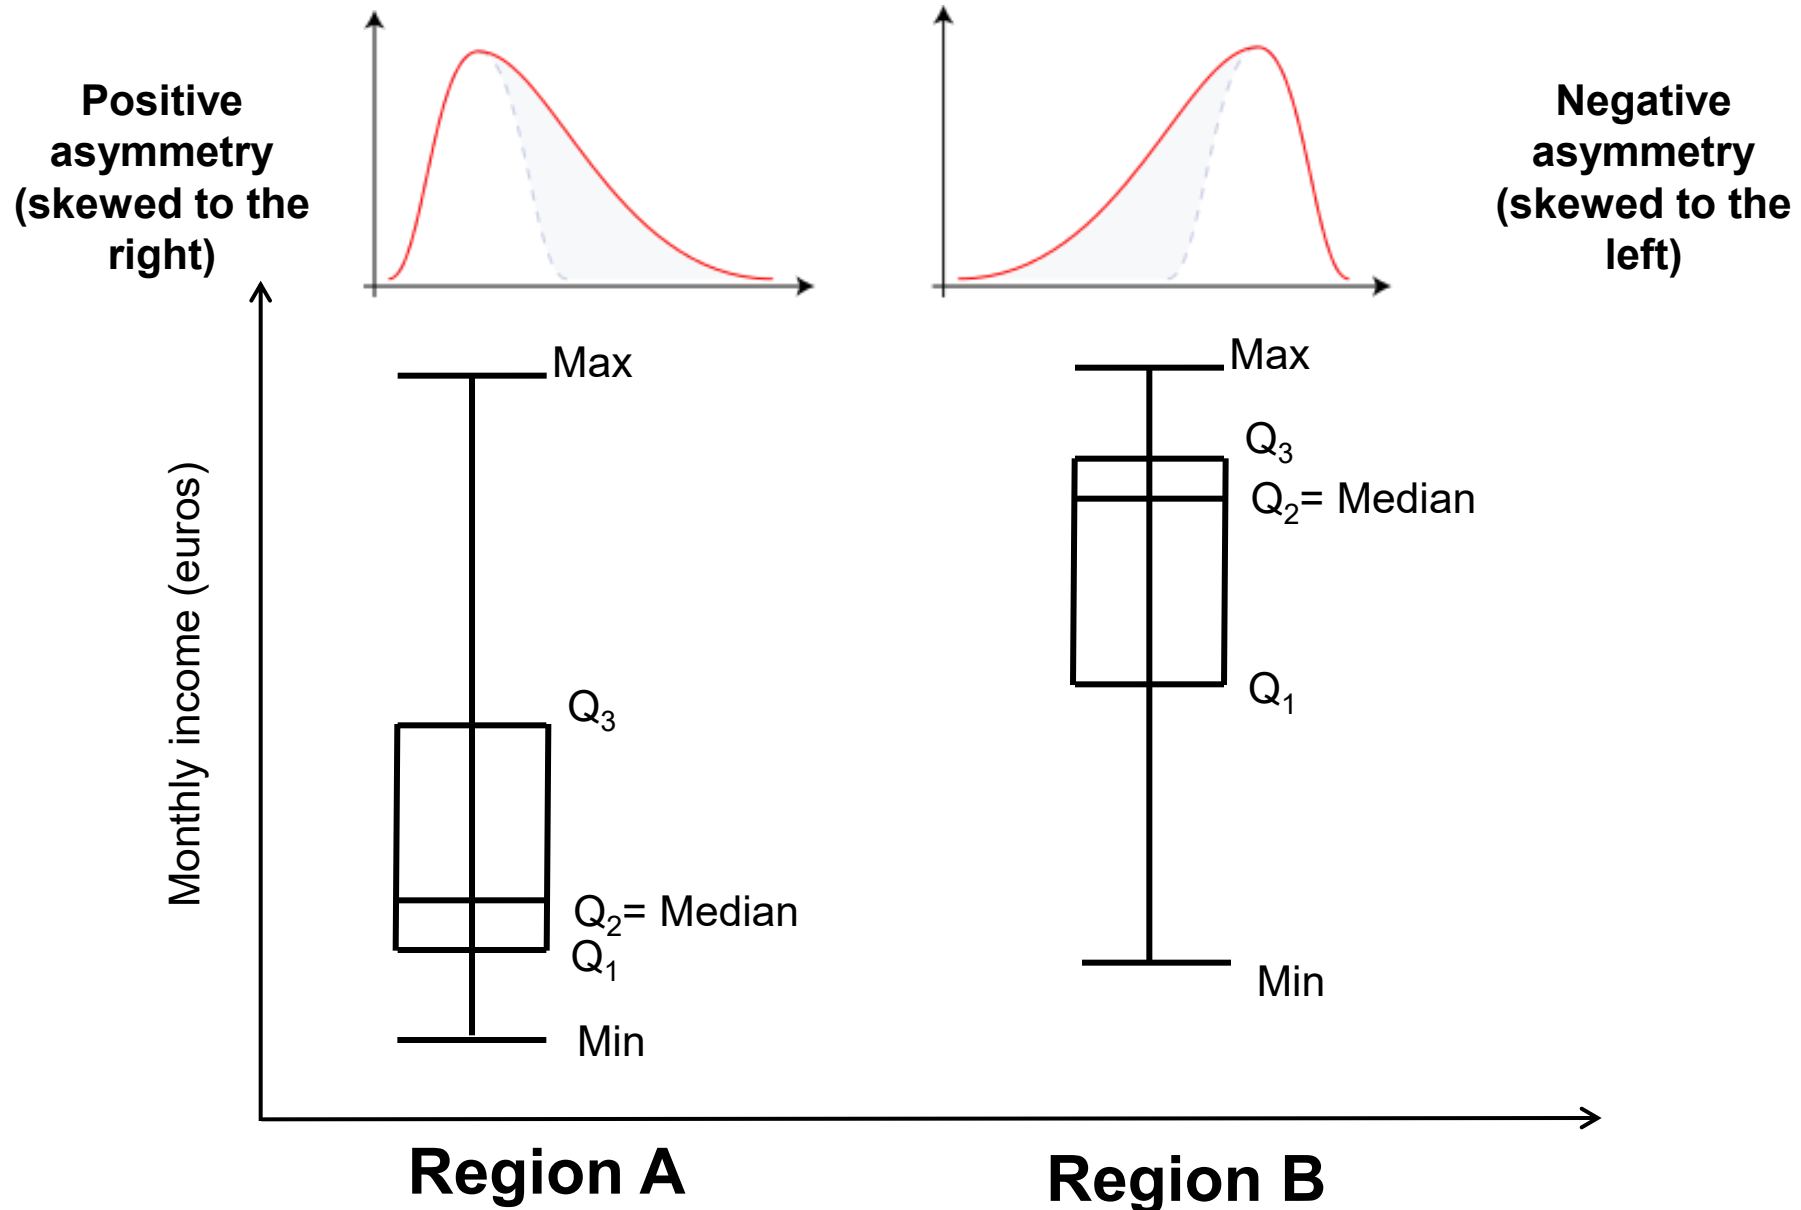 Positive
asymmetry
(skewed to the
right)
Negative
asymmetry
(skewed to the
left)
Monthly income (euros)
Max
Q3
Q2= Median
Q1
Min
Max
Q3
Q2= Median
Q1
Min
Region A
Region B